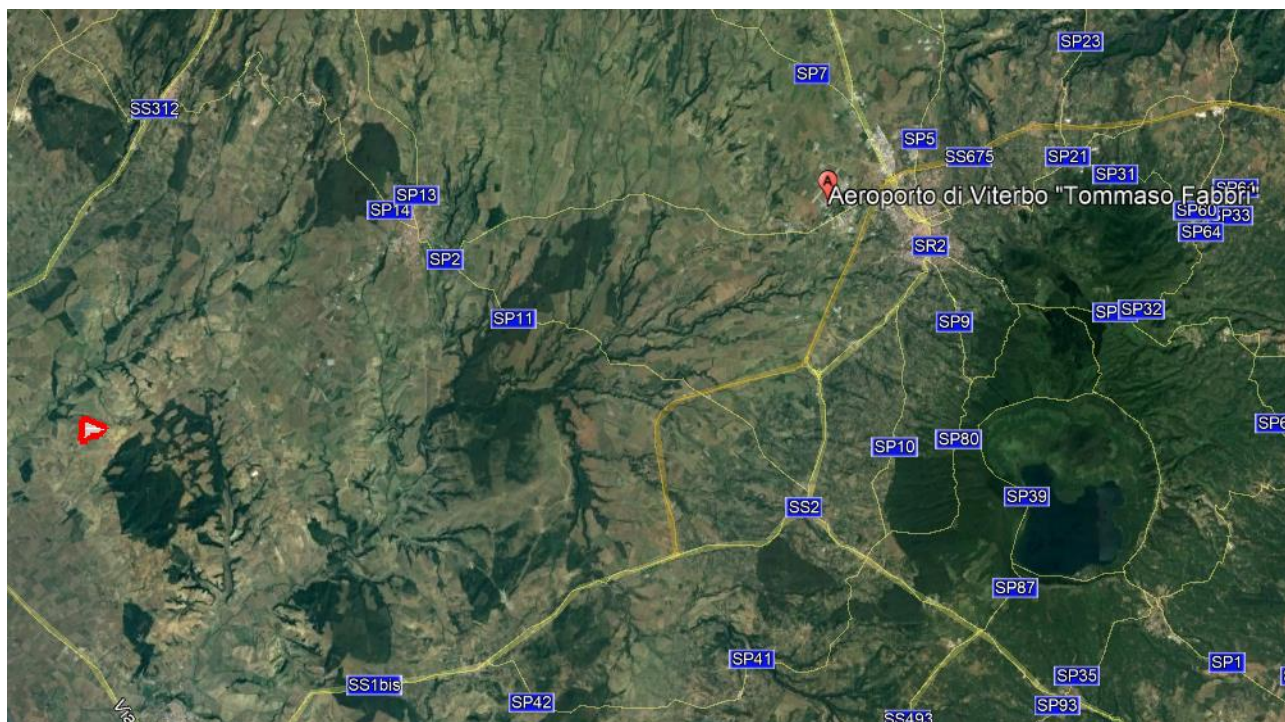 SP23
SP7
SS312
SP5
SS675
SP21
SP31
A
Aeroporto di Viterbo "Tommaso Fabbri"
SP13
SP14
SP60
SP33
SP64
SR2
SP2
SP11
SP32
SP9
SP10
SP80
SP39
SS2
SP87
SP41
SP1
SS1bis
SP35
SP42
SP93
SS493